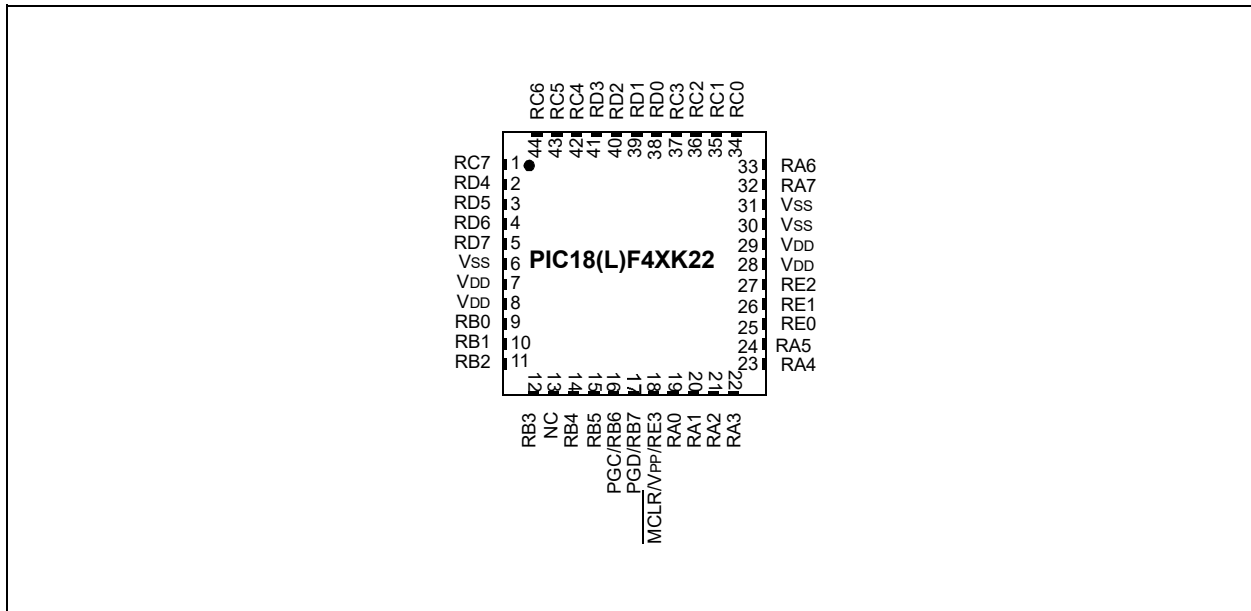 RC6 RC5 RC4 RD3 RD2 RD1 RD0 RC3 RC2 RC1 RC0
44 43 42 41 40 39 38 37 36 35 34
RC7 1 33 RA6
RD4 2 32 RA7
RD5 3 31 VSS
RD6 4 30 VSS
RD7 5 29 VDD
VSS 6 PIC18(L)F4XK22 28 VDD
VDD 7 27 RE2
VDD 8 26 RE1
RB0 9 25 RE0
RB1 10 24 RA5
RB2 11 23 RA4
12 13 14 15 16 17 18 19 20 21 22
RB3 NC RB4 RB5 PGC/RB6 PGD/RB7 MCLR/VPP/RE3 RA0 RA1 RA2 RA3